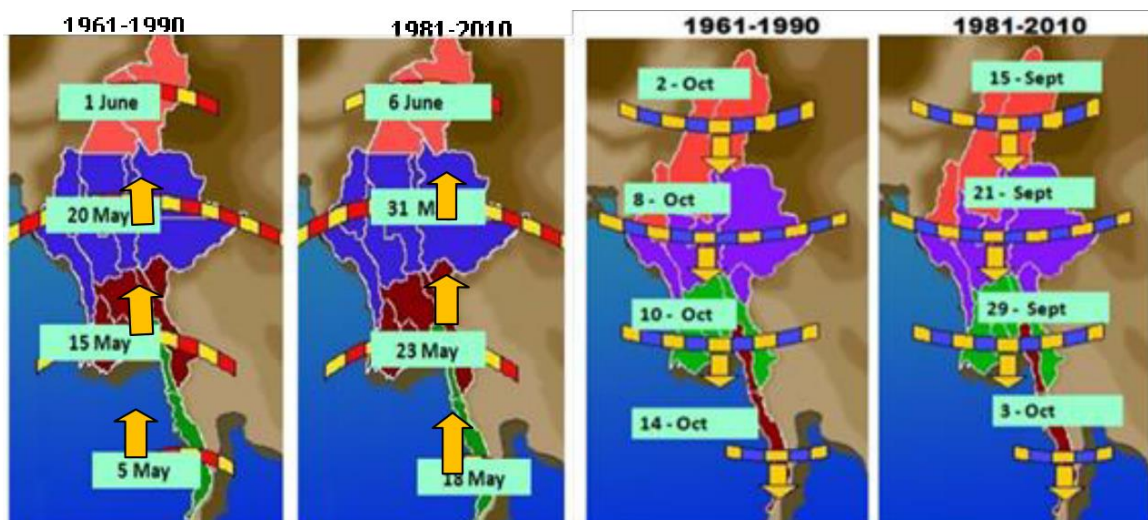 1961-1990
1981-2010
1961-1990
1981-2010
1 June
6 June
2 - Oct
15 - Sept
20 May
31 M
8 - Oct
21 - Sept
15 May
23 May
10 - Oct
29 - Sept
5 May
18 May
14 - Oct
3 - Oct